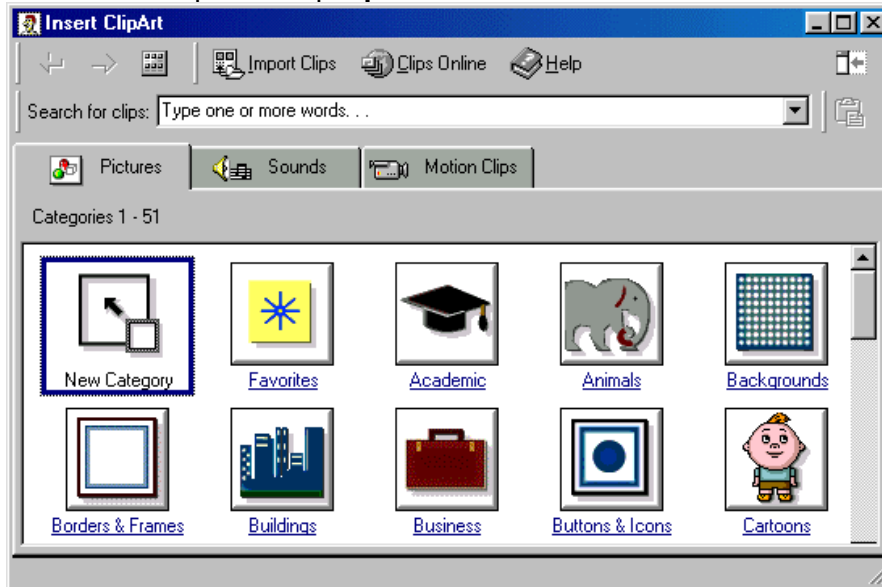 Insert ClipArt
Import Clips Clips Online Help
Search for clips: Type one or more words. . .
Pictures Sounds Motion Clips
Categories 1 - 51
New Category Favorites Academic Animals Backgrounds
Borders & Frames Buildings Business Buttons & Icons Cartoons